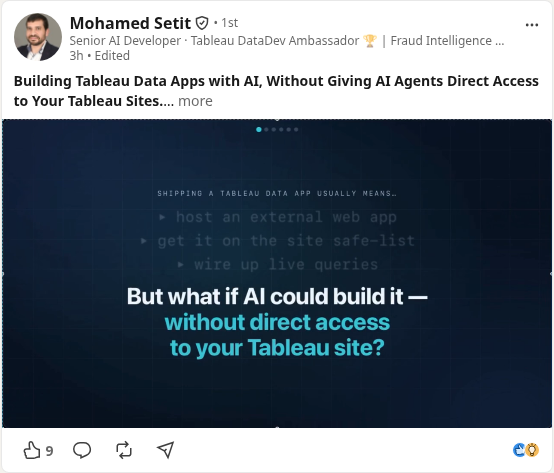 Mohamed Setit • 1st
Senior AI Developer · Tableau DataDev Ambassador 🏆 | Fraud Intelligence ...
3h • Edited
Building Tableau Data Apps with AI, Without Giving AI Agents Direct Access
to Your Tableau Sites.... more
SHIPPING A TABLEAU DATA APP USUALLY MEANS…
▸ host an external web app
▸ get it on the site safe-list
▸ wire up live queries
But what if AI could build it —
without direct access
to your Tableau site?
9